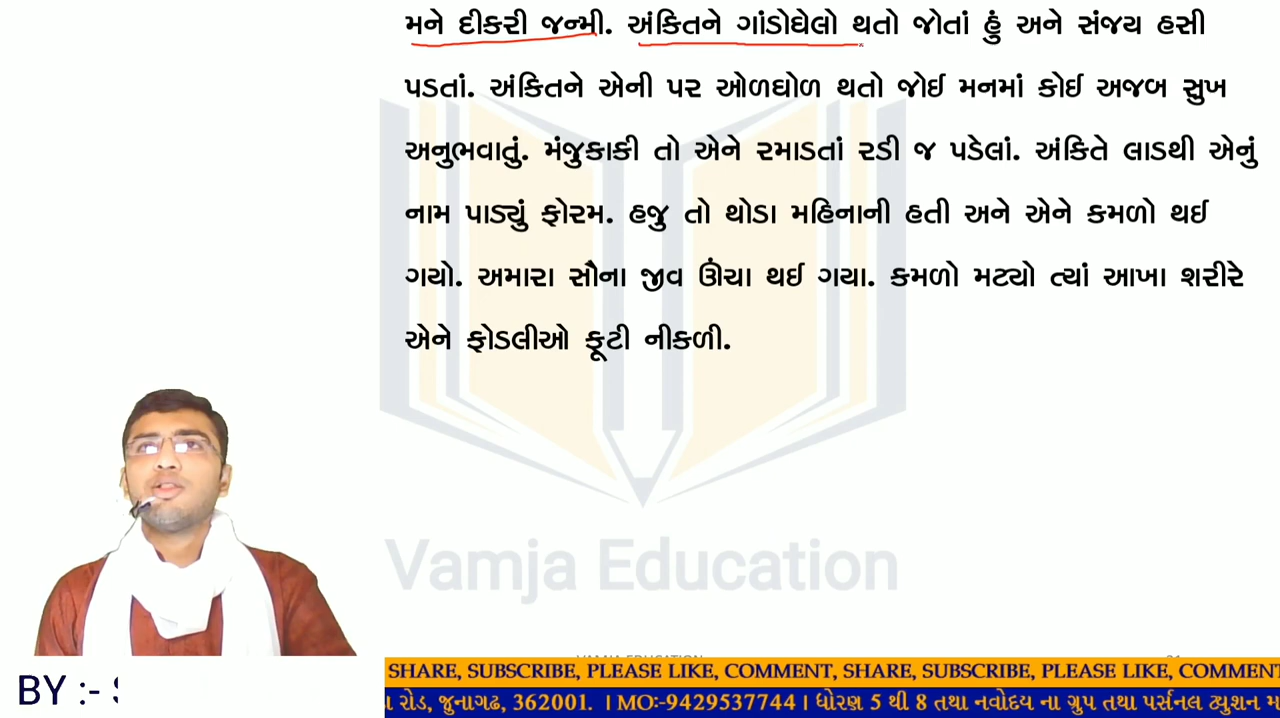 મને દીકરી જન્મી. અંકિતને ગાંડોઘેલો થતો જોતાં હું અને સંજય હસી
પડતાં. અંકિતને એની પર ઓળઘોળ થતો જોઈ મનમાં કોઈ અજબ સુખ
અનુભવાતું. મંજુકાકી તો એને રમાડતાં રડી જ પડેલાં. અંકિતે લાડથી એનું
નામ પાડ્યું ફોરમ. હજુ તો થોડા મહિનાની હતી અને એને કમળો થઈ
ગયો. અમારા સૌના જીવ ઊંચા થઈ ગયા. કમળો મટ્યો ત્યાં આખા શરીરે
એને ફોડલીઓ ફૂટી નીકળી.
Vamja Education
BY :- S
SHARE, SUBSCRIBE, PLEASE LIKE, COMMENT, SHARE, SUBSCRIBE, PLEASE LIKE, COMMENT
રોડ, જુનાગઢ, 362001. । MO:-9429537744 । ધોરણ 5 થી 8 તથા નવોદય ના ગ્રુપ તથા પર્સનલ ટ્યુશન